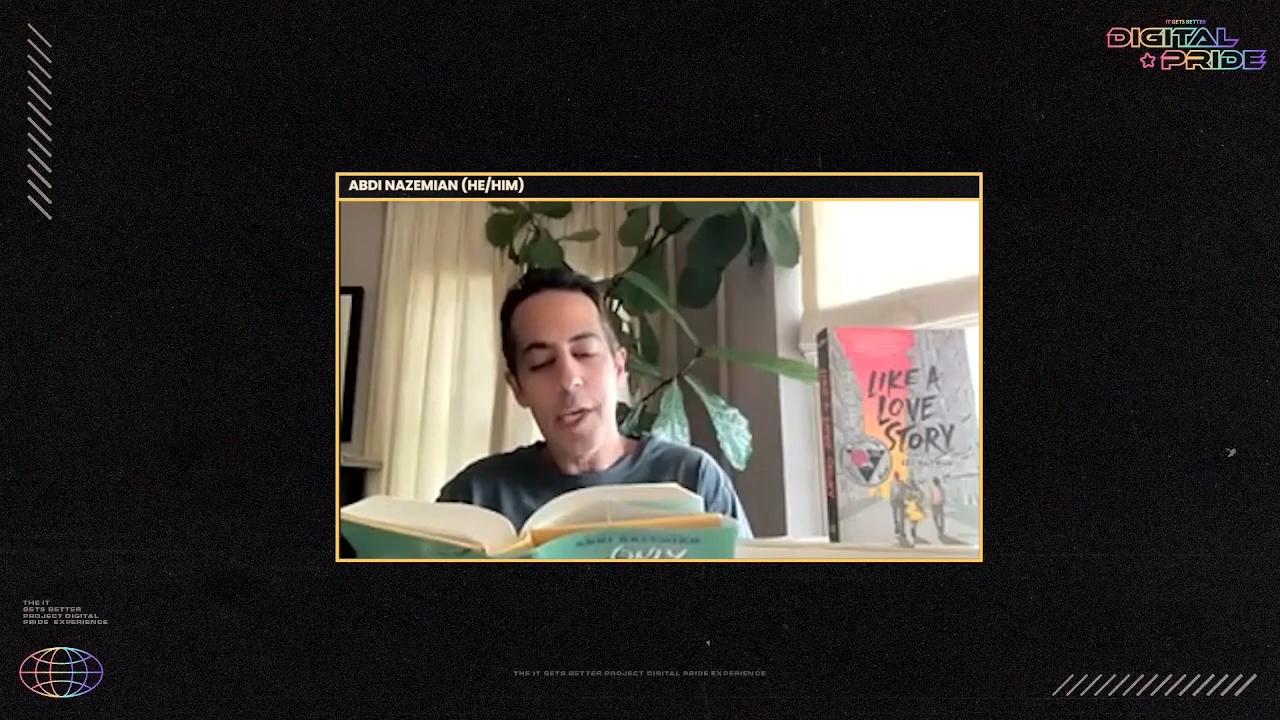 IT GETS BETTER
DIGITAL
PRIDE
ABDI NAZEMIAN (HE/HIM)
LIKE A
LOVE
STORY
ABDI NAZEMIAN
ONLY
THE IT
GETS BETTER
PROJECT DIGITAL
PRIDE EXPERIENCE
THE IT GETS BETTER PROJECT DIGITAL PRIDE EXPERIENCE